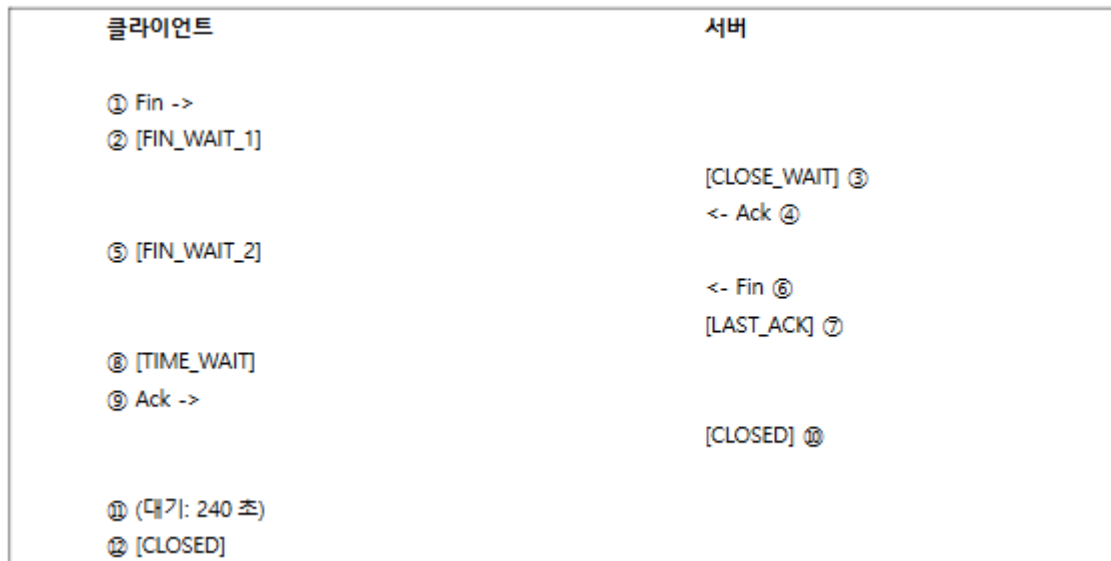 클라이언트 서버
① Fin ->
② [FIN_WAIT_1]
[CLOSE_WAIT] ③
<- Ack ④
⑤ [FIN_WAIT_2]
<- Fin ⑥
[LAST_ACK] ⑦
⑧ [TIME_WAIT]
⑨ Ack ->
[CLOSED] ⑩
⑪ (대기: 240 초)
⑫ [CLOSED]